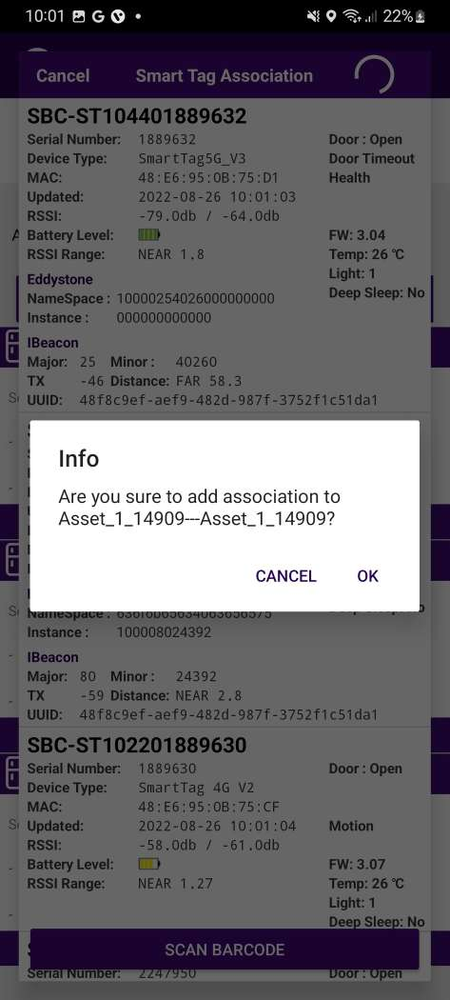 10:01 G 22%
Cancel Smart Tag Association
SBC-ST104401889632
Serial Number: 1889632 Door : Open
Device Type: SmartTag5G_V3 Door Timeout
MAC: 48:E6:95:0B:75:D1 Health
Updated: 2022-08-26 10:01:03
RSSI: -79.0db / -64.0db
Battery Level: FW: 3.04
RSSI Range: NEAR 1.8 Temp: 26 ℃
Light: 1
Eddystone Deep Sleep: No
NameSpace : 10000254026000000000
Instance : 000000000000
IBeacon
Major: 25 Minor : 40260
TX -46 Distance: FAR 58.3
UUID: 48f8c9ef-aef9-482d-987f-3752f1c51da1
Info
Are you sure to add association to
Asset_1_14909---Asset_1_14909?
CANCEL OK
NameSpace :
Instance : 100008024392
IBeacon
Major: 80 Minor : 24392
TX -59 Distance: NEAR 2.8
UUID: 48f8c9ef-aef9-482d-987f-3752f1c51da1
SBC-ST102201889630
Serial Number: 1889630 Door : Open
Device Type: SmartTag 4G V2
MAC: 48:E6:95:0B:75:CF
Updated: 2022-08-26 10:01:04 Motion
RSSI: -58.0db / -61.0db
Battery Level: FW: 3.07
RSSI Range: NEAR 1.27 Temp: 26 ℃
Light: 1
Deep Sleep: No
SCAN BARCODE
Serial Number: 2247950 Door : Open